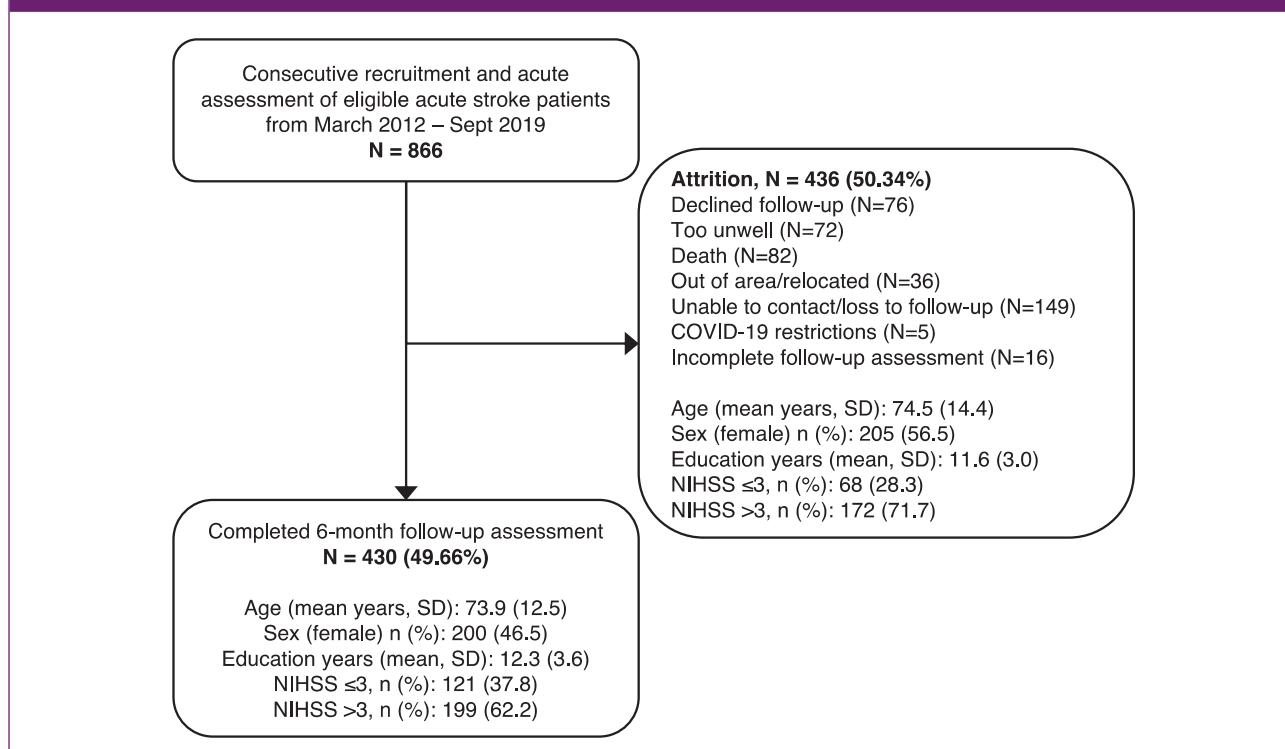 Consecutive recruitment and acute
assessment of eligible acute stroke patients
from March 2012 – Sept 2019
N = 866
Attrition, N = 436 (50.34%)
Declined follow-up (N=76)
Too unwell (N=72)
Death (N=82)
Out of area/relocated (N=36)
Unable to contact/loss to follow-up (N=149)
COVID-19 restrictions (N=5)
Incomplete follow-up assessment (N=16)
Age (mean years, SD): 74.5 (14.4)
Sex (female) n (%): 205 (56.5)
Education years (mean, SD): 11.6 (3.0)
NIHSS ≤3, n (%): 68 (28.3)
NIHSS >3, n (%): 172 (71.7)
Completed 6-month follow-up assessment
N = 430 (49.66%)
Age (mean years, SD): 73.9 (12.5)
Sex (female) n (%): 200 (46.5)
Education years (mean, SD): 12.3 (3.6)
NIHSS ≤3, n (%): 121 (37.8)
NIHSS >3, n (%): 199 (62.2)